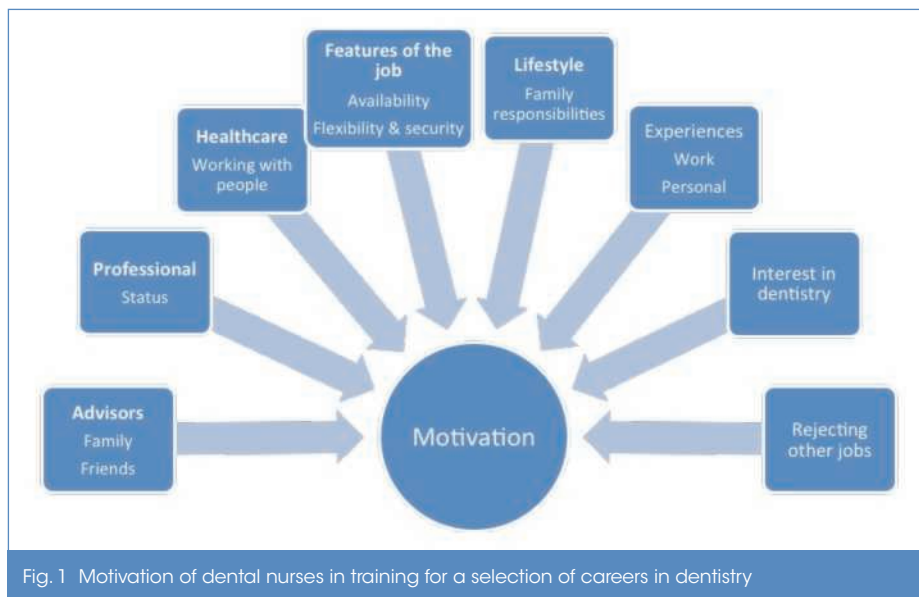 Features of the
job
Availability
Flexibility & security
Lifestyle
Family
responsibilities
Healthcare
Working with
people
Experiences
Work
Personal
Professional
Status
Interest in
dentistry
Advisors
Family
Friends
Motivation
Rejecting
other jobs
Fig. 1 Motivation of dental nurses in training for a selection of careers in dentistry